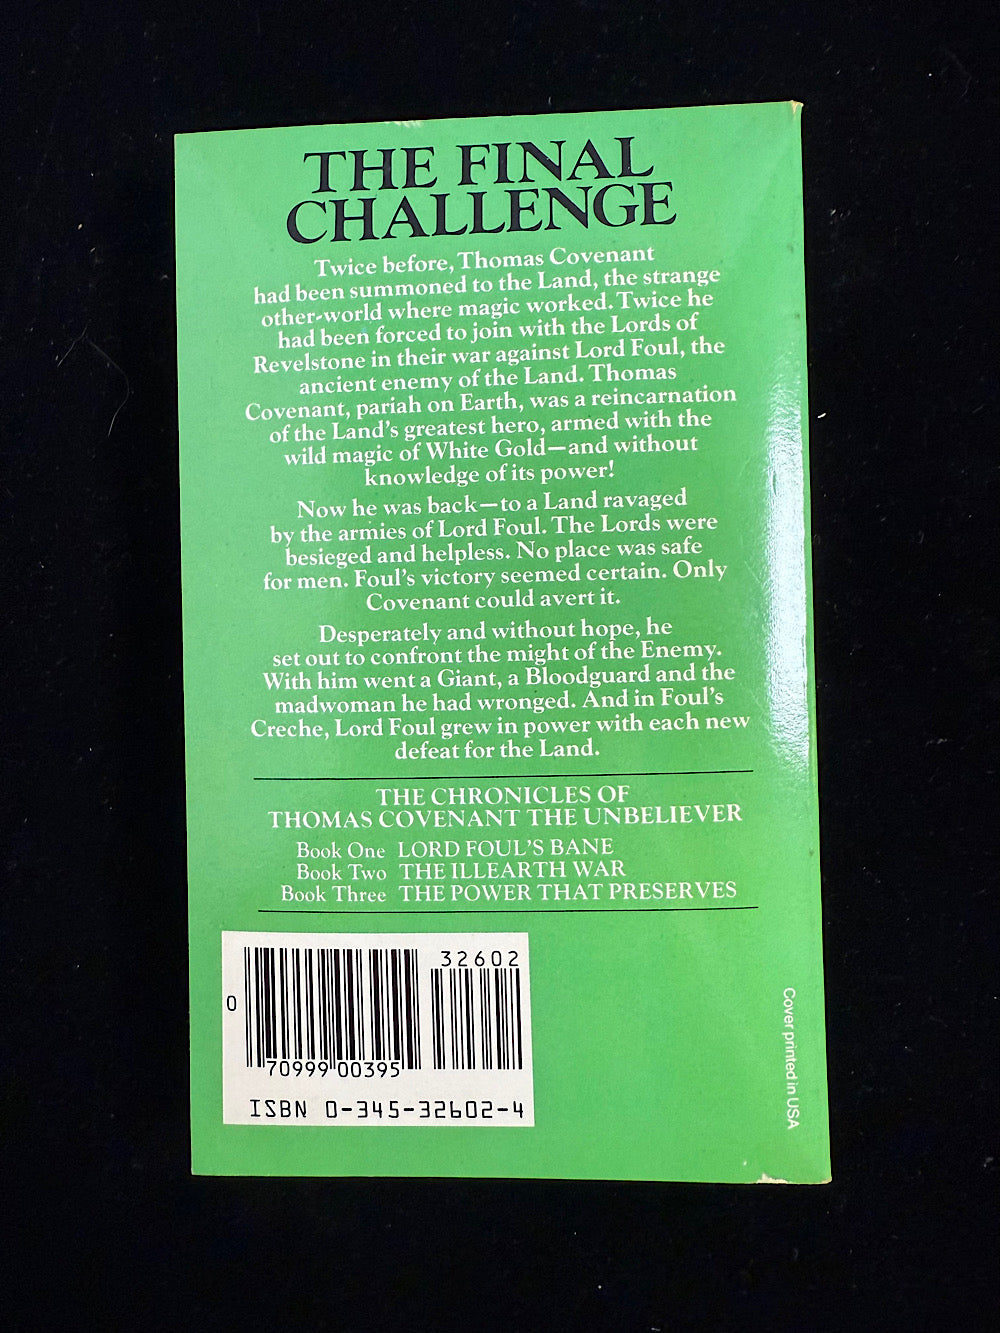 THE FINAL
CHALLENGE
Twice before, Thomas Covenant
had been summoned to the Land, the strange
other-world where magic worked. Twice he
had been forced to join with the Lords of
Revelstone in their war against Lord Foul, the
ancient enemy of the Land. Thomas
Covenant, pariah on Earth, was a reincarnation
of the Land's greatest hero, armed with the
wild magic of White Gold—and without
knowledge of its power!
Now he was back—to a Land ravaged
by the armies of Lord Foul. The Lords were
besieged and helpless. No place was safe
for men. Foul's victory seemed certain. Only
Covenant could avert it.
Desperately and without hope, he
set out to confront the might of the Enemy.
With him went a Giant, a Bloodguard and the
madwoman he had wronged. And in Foul's
Creche, Lord Foul grew in power with each new
defeat for the Land.
THE CHRONICLES OF
THOMAS COVENANT THE UNBELIEVER
Book One LORD FOUL'S BANE
Book Two THE ILLEARTH WAR
Book Three THE POWER THAT PRESERVES
32602
0
70999 00395
ISBN 0-345-32602-4
Cover printed in USA